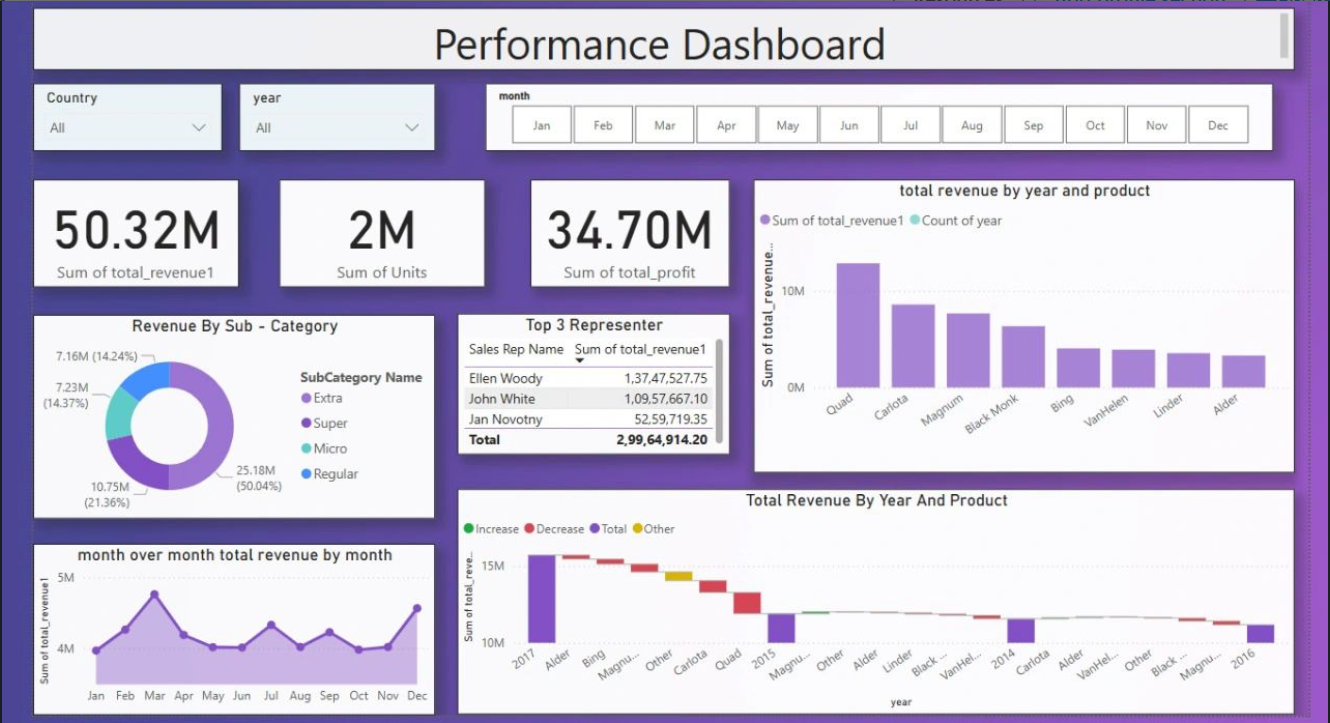 Performance Dashboard
Country
All
year
All
month
Jan Feb Mar Apr May Jun Jul Aug Sep Oct Nov Dec
50.32M
Sum of total_revenue1
2M
Sum of Units
34.70M
Sum of total_profit
total revenue by year and product
Sum of total_revenue1 Count of year
Sum of total_revenue...
10M
0M
Quad Carlota Magnum Black Monk Bing VanHelen Linder Alder
Revenue By Sub - Category
7.16M (14.24%)
7.23M
(14.37%)
10.75M
(21.36%)
25.18M
(50.04%)
SubCategory Name
Extra
Super
Micro
Regular
Top 3 Representer
Sales Rep Name Sum of total_revenue1
Ellen Woody 1,37,47,527.75
John White 1,09,57,667.10
Jan Novotny 52,59,719.35
Total 2,99,64,914.20
month over month total revenue by month
Sum of total_revenue1
5M
4M
Jan Feb Mar Apr May Jun Jul Aug Sep Oct Nov Dec
Total Revenue By Year And Product
Increase Decrease Total Other
Sum of total_reve...
15M
10M
2017 Alder Bing Magnu... Other Carlota Quad 2015 Magnu... Other Alder Linder Black ... VanHel... 2014 Carlota Alder VanHel... Other Black ... Magnu... 2016
year